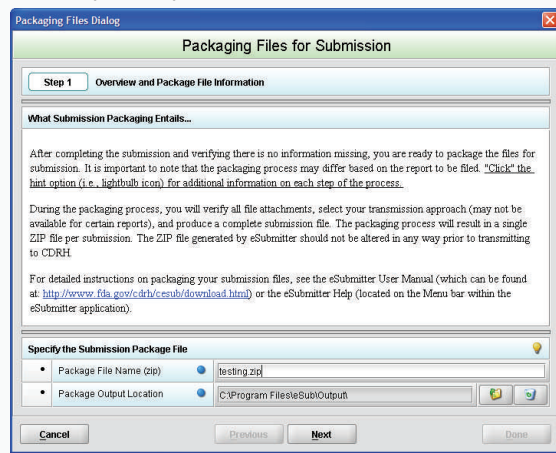 Packaging Files Dialog
Packaging Files for Submission
Step 1 Overview and Package File Information
What Submission Packaging Entails...
After completing the submission and verifying there is no information missing, you are ready to package the files for
submission. It is important to note that the packaging process may differ based on the report to be filed. "Click" the
hint option (i.e., lightbulb icon) for additional information on each step of the process.
During the packaging process, you will verify all file attachments, select your transmission approach (may not be
available for certain reports), and produce a complete submission file. The packaging process will result in a single
ZIP file per submission. The ZIP file generated by eSubmitter should not be altered in any way prior to transmitting
to CDRH.
For detailed instructions on packaging your submission files, see the eSubmitter User Manual (which can be found
at: http://www.fda.gov/cdrh/cesub/download.html) or the eSubmitter Help (located on the Menu bar within the
eSubmitter application).
Specify the Submission Package File
• Package File Name (zip) testing.zip
• Package Output Location C:\Program Files\eSub\Output\
Cancel Previous Next Done